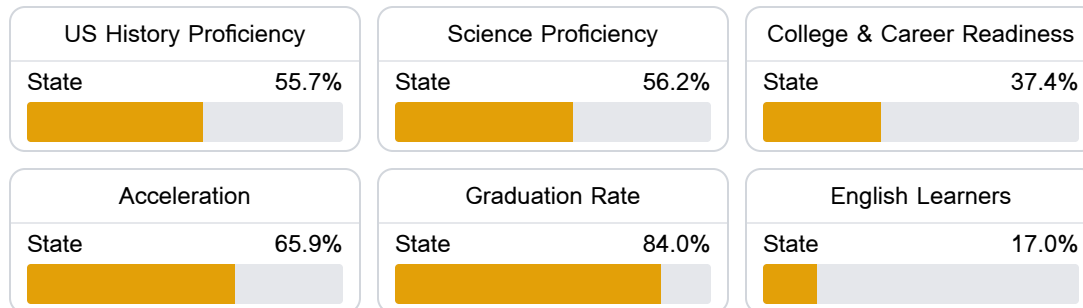 US History Proficiency
State 55.7%
Science Proficiency
State 56.2%
College & Career Readiness
State 37.4%
Acceleration
State 65.9%
Graduation Rate
State 84.0%
English Learners
State 17.0%